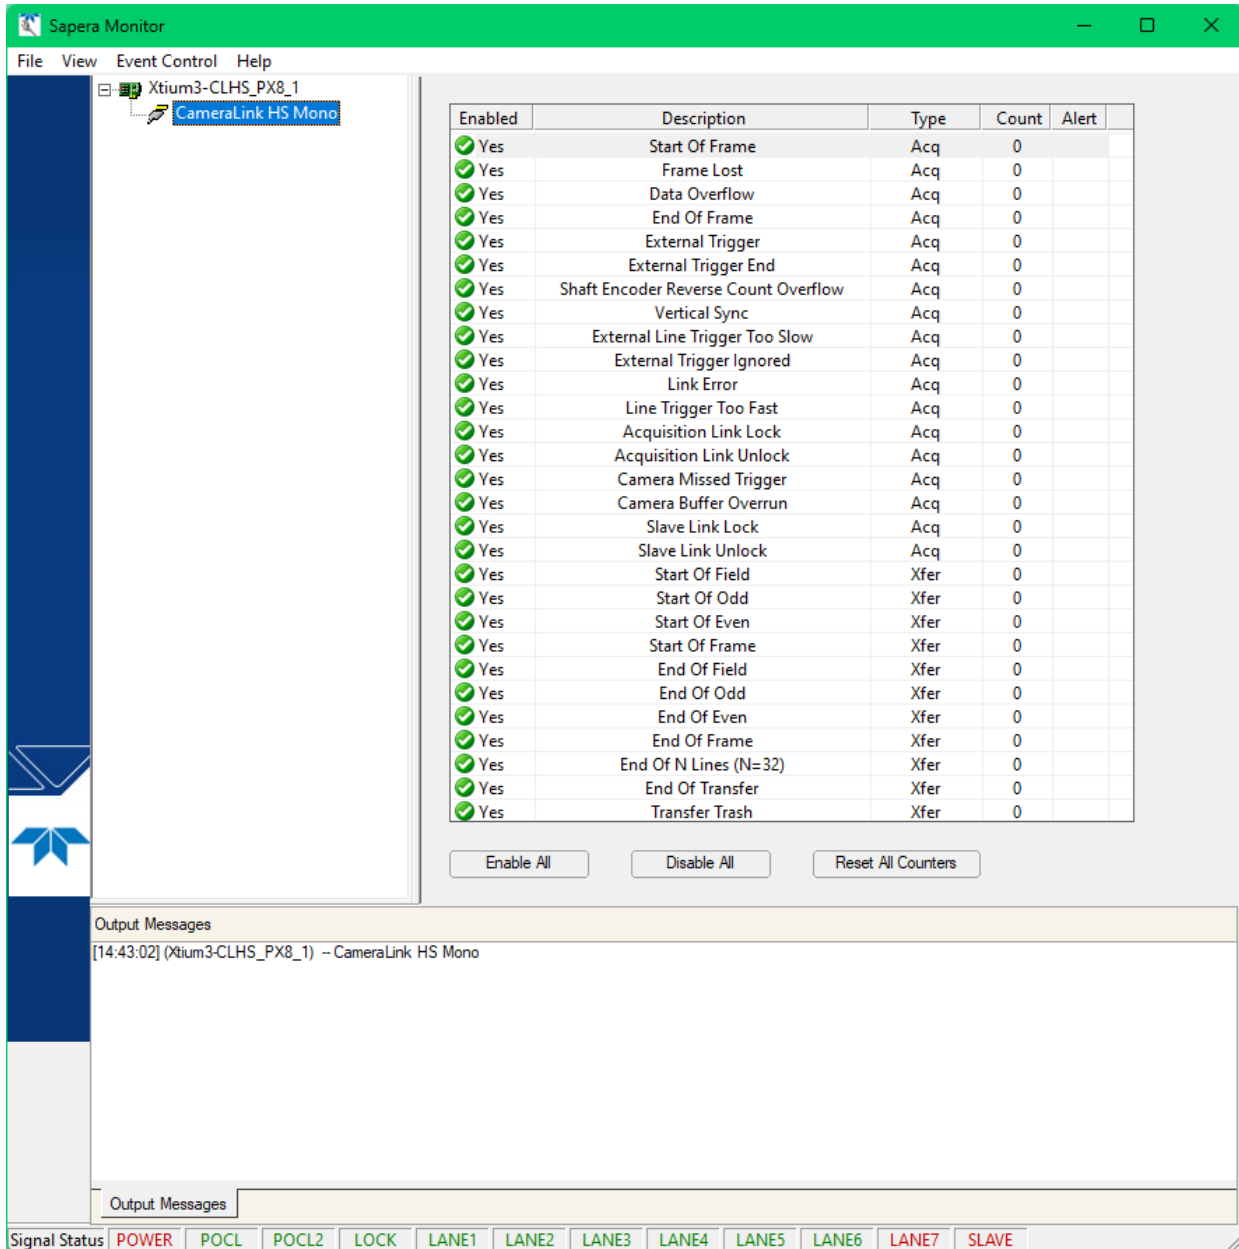 Sapera Monitor
File View Event Control Help
Xtium3-CLHS_PX8_1
CameraLink HS Mono
Enabled Description Type Count Alert
Yes Start Of Frame Acq 0
Yes Frame Lost Acq 0
Yes Data Overflow Acq 0
Yes End Of Frame Acq 0
Yes External Trigger Acq 0
Yes External Trigger End Acq 0
Yes Shaft Encoder Reverse Count Overflow Acq 0
Yes Vertical Sync Acq 0
Yes External Line Trigger Too Slow Acq 0
Yes External Trigger Ignored Acq 0
Yes Link Error Acq 0
Yes Line Trigger Too Fast Acq 0
Yes Acquisition Link Lock Acq 0
Yes Acquisition Link Unlock Acq 0
Yes Camera Missed Trigger Acq 0
Yes Camera Buffer Overrun Acq 0
Yes Slave Link Lock Acq 0
Yes Slave Link Unlock Acq 0
Yes Start Of Field Xfer 0
Yes Start Of Odd Xfer 0
Yes Start Of Even Xfer 0
Yes Start Of Frame Xfer 0
Yes End Of Field Xfer 0
Yes End Of Odd Xfer 0
Yes End Of Even Xfer 0
Yes End Of Frame Xfer 0
Yes End Of N Lines (N=32) Xfer 0
Yes End Of Transfer Xfer 0
Yes Transfer Trash Xfer 0
Enable All Disable All Reset All Counters
Output Messages
[14:43:02] (Xtium3-CLHS_PX8_1) -- CameraLink HS Mono
Output Messages
Signal Status POWER POCL POCL2 LOCK LANE1 LANE2 LANE3 LANE4 LANE5 LANE6 LANE7 SLAVE